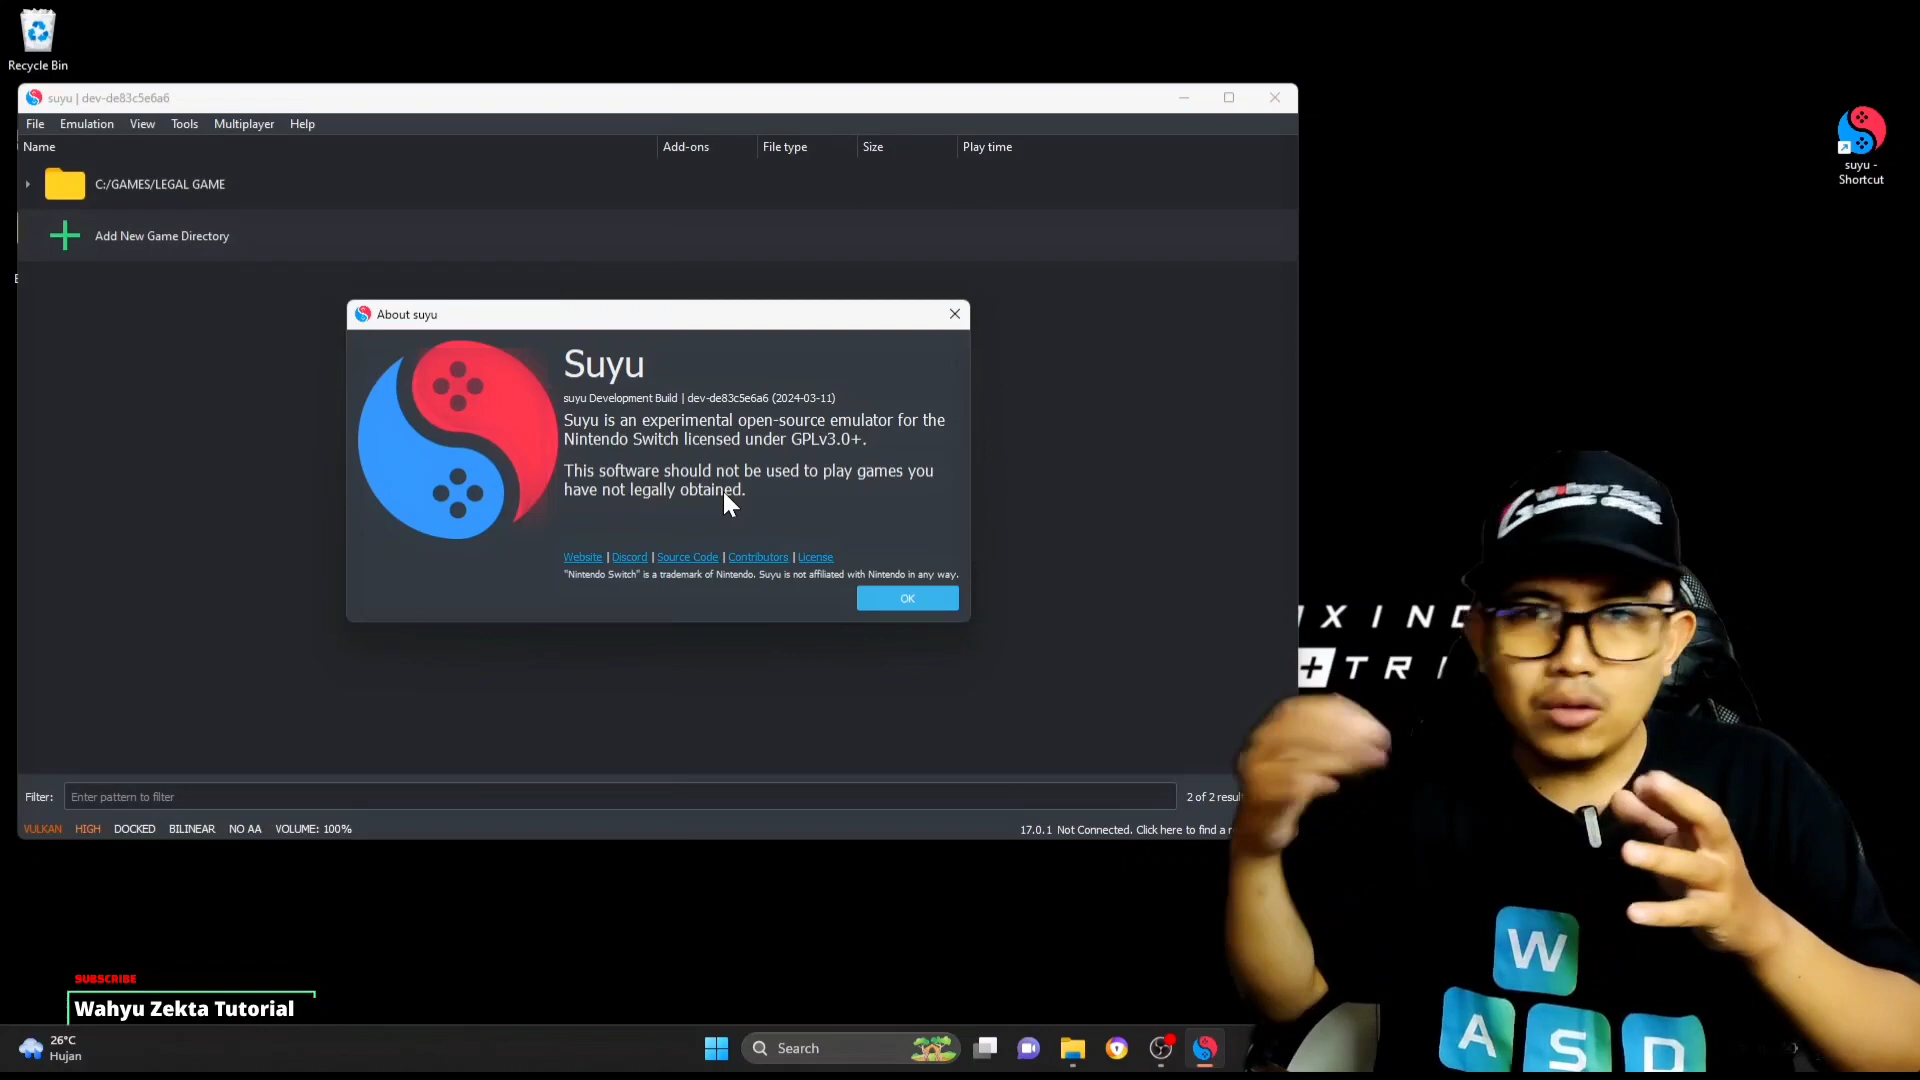 Recycle Bin
suyu | dev-de83c5e6a6
File Emulation View Tools Multiplayer Help
Name Add-ons File type Size Play time
C:/GAMES/LEGAL GAME
Add New Game Directory
suyu -
Shortcut
About suyu
Suyu
suyu Development Build | dev-de83c5e6a6 (2024-03-11)
Suyu is an experimental open-source emulator for the
Nintendo Switch licensed under GPLv3.0+.
This software should not be used to play games you
have not legally obtained.
Website | Discord | Source Code | Contributors | License
"Nintendo Switch" is a trademark of Nintendo. Suyu is not affiliated with Nintendo in any way.
OK
Filter: Enter pattern to filter 2 of 2 resul
VULKAN HIGH DOCKED BILINEAR NO AA VOLUME: 100% 17.0.1 Not Connected. Click here to find a
XIN
+TRI
W
A S D
SUBSCRIBE
Wahyu Zekta Tutorial
26°C
Hujan
Search